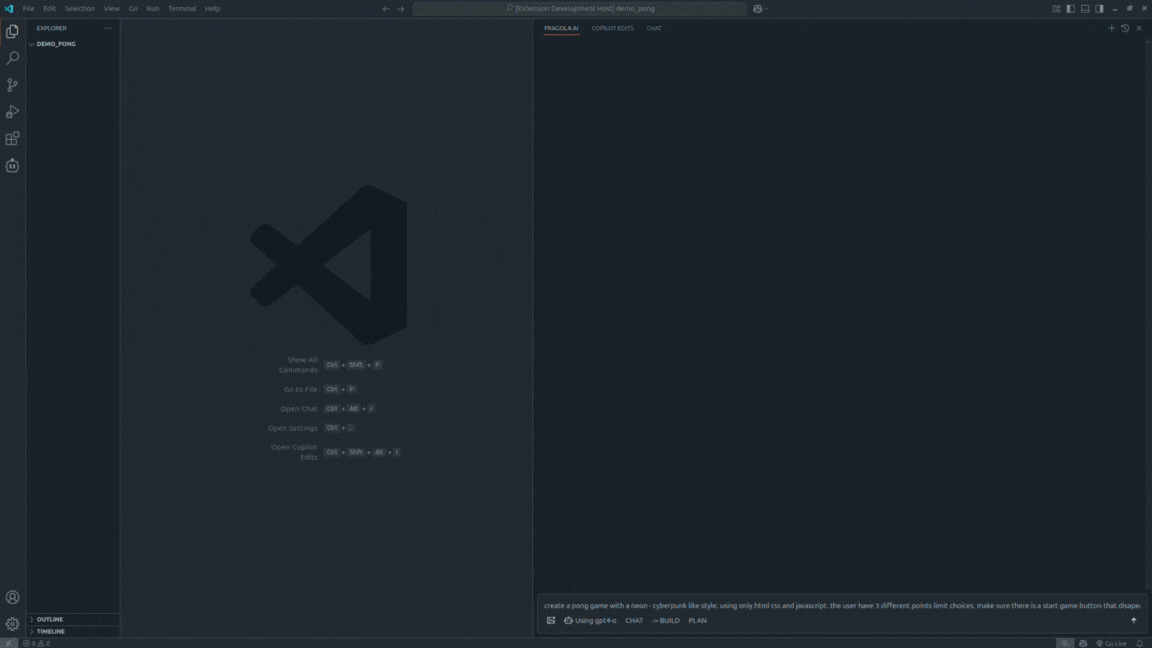 File Edit Selection View Go Run Terminal Help
[Extension Development Host] demo_pong
EXPLORER
DEMO_PONG
FRAGOLA AI COPILOT EDITS CHAT
Show All
Commands
Ctrl + Shift + P
Go to File Ctrl + P
Open Chat Ctrl + Alt + I
Open Settings Ctrl + ,
Open Copilot
Edits
Ctrl + Shift + Alt + I
create a pong game with a neon - cyberpunk like style. using only html css and javascript. the user have 3 different points limit choices. make sure there is a start game button that disape.
Using gpt4-o CHAT -> BUILD PLAN
OUTLINE
TIMELINE
0 0
Go Live